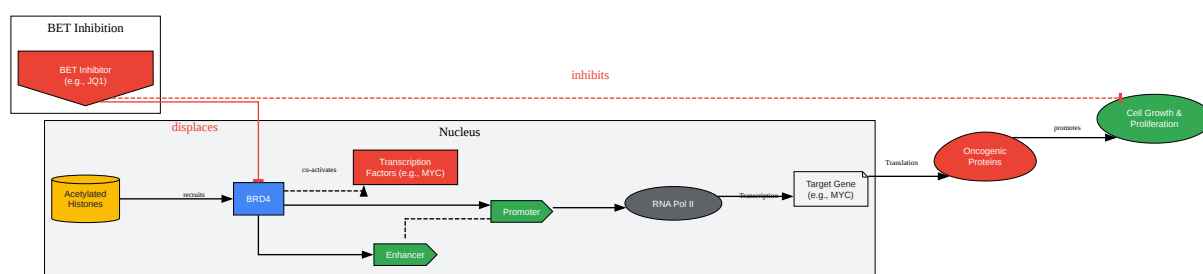 BET Inhibition
BET Inhibitor
(e.g., JQ1)
inhibits
displaces
Nucleus
Cell Growth &
Proliferation
promotes
Oncogenic
Proteins
Translation
co-activates
Transcription
Factors (e.g., MYC)
Acetylated
Histones
recruits
BRD4
Promoter
RNA Pol II
Transcription
Target Gene
(e.g., MYC)
Enhancer